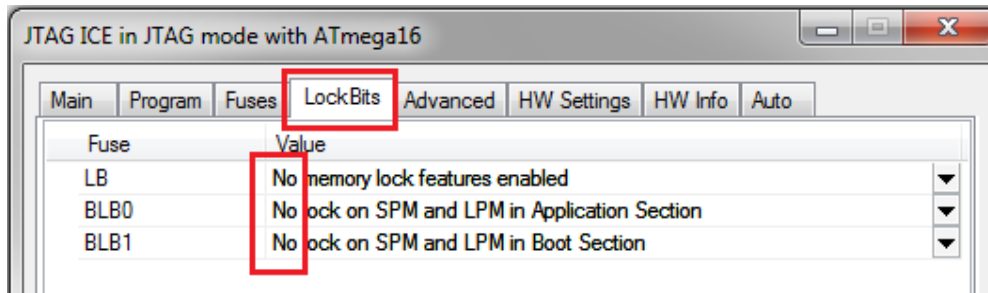 JTAG ICE in JTAG mode with ATmega16
Main Program Fuses LockBits Advanced HW Settings HW Info Auto
Fuse Value
LB No memory lock features enabled
BLB0 No lock on SPM and LPM in Application Section
BLB1 No lock on SPM and LPM in Boot Section